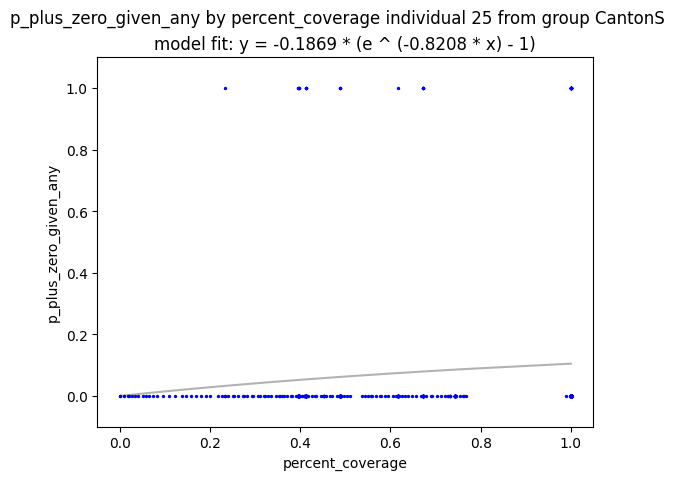 p_plus_zero_given_any by percent_coverage individual 25 from group CantonS
model fit: y = -0.1869 * (e ^ (-0.8208 * x) - 1)
1.0
0.8
0.6
0.4
0.2
0.0
p_plus_zero_given_any
0.0 0.2 0.4 0.6 0.8 1.0
percent_coverage